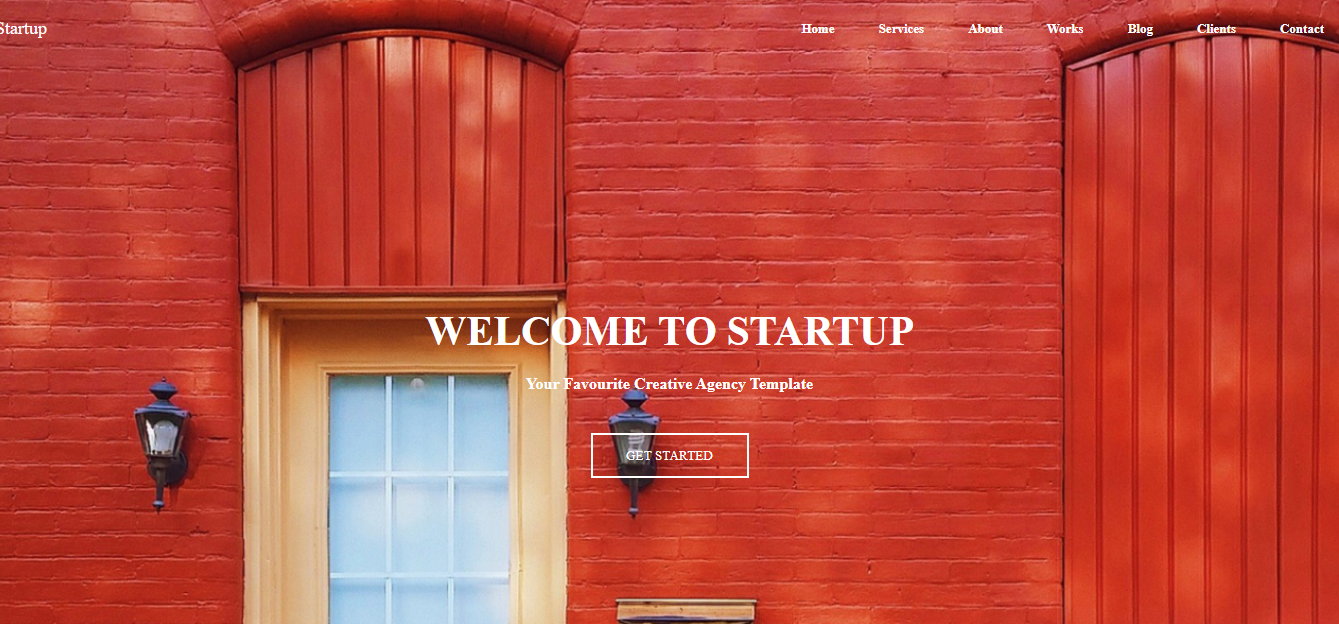 Startup
Home Services About Works Blog Clients Contact
WELCOME TO STARTUP
Your Favourite Creative Agency Template
GET STARTED